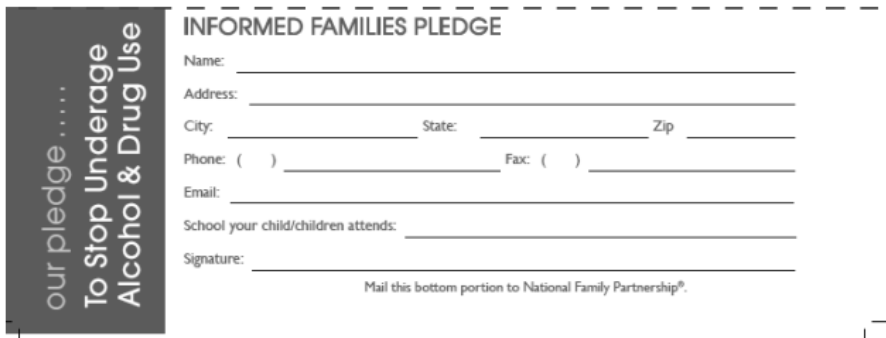 our pledge ......
To Stop Underage
Alcohol & Drug Use
INFORMED FAMILIES PLEDGE
Name:
Address:
City: State: Zip
Phone: ( ) Fax: ( )
Email:
School your child/children attends:
Signature:
Mail this bottom portion to National Family Partnership®.